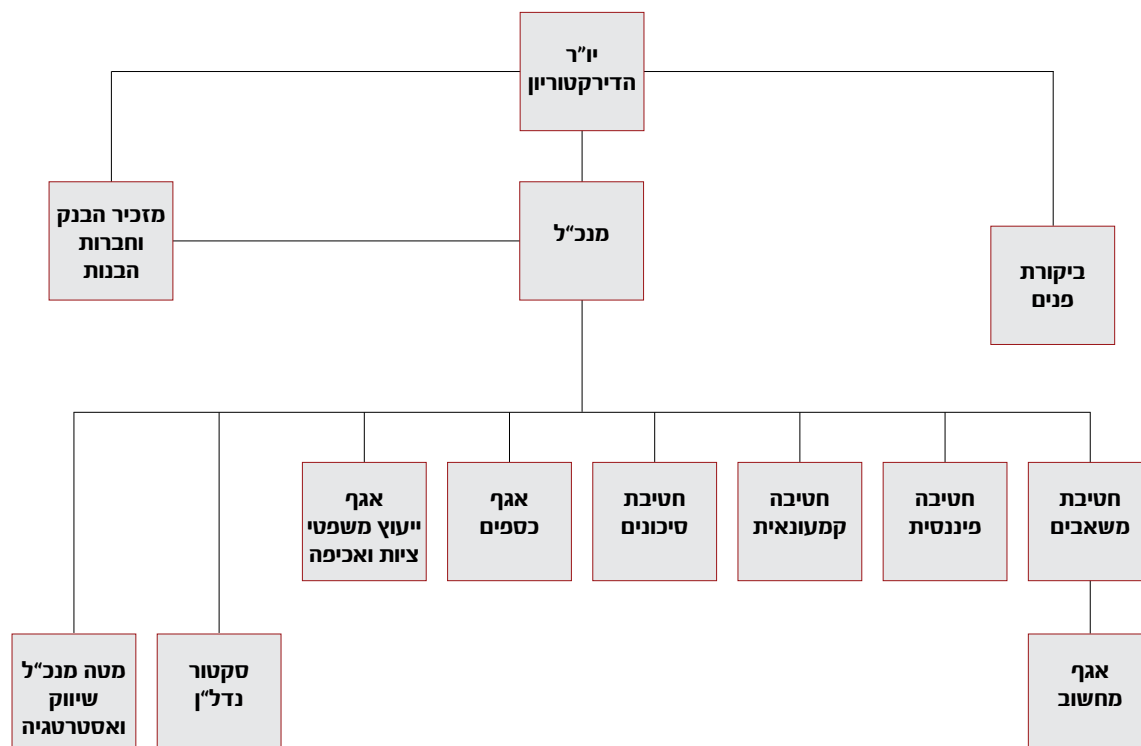 יו"ר
הדירקטוריון
מזכיר הבנק
וחברות
הבנות
מנכ"ל
ביקורת
פנים
חטיבת
משאבים
חטיבה
פיננסית
חטיבה
קמעונאית
חטיבת
סיכונים
אגף
כספים
אגף
ייעוץ משפטי
ציות ואכיפה
אגף
מחשוב
סקטור
נדל"ן
מטה מנכ"ל
שיווק
ואסטרטגיה